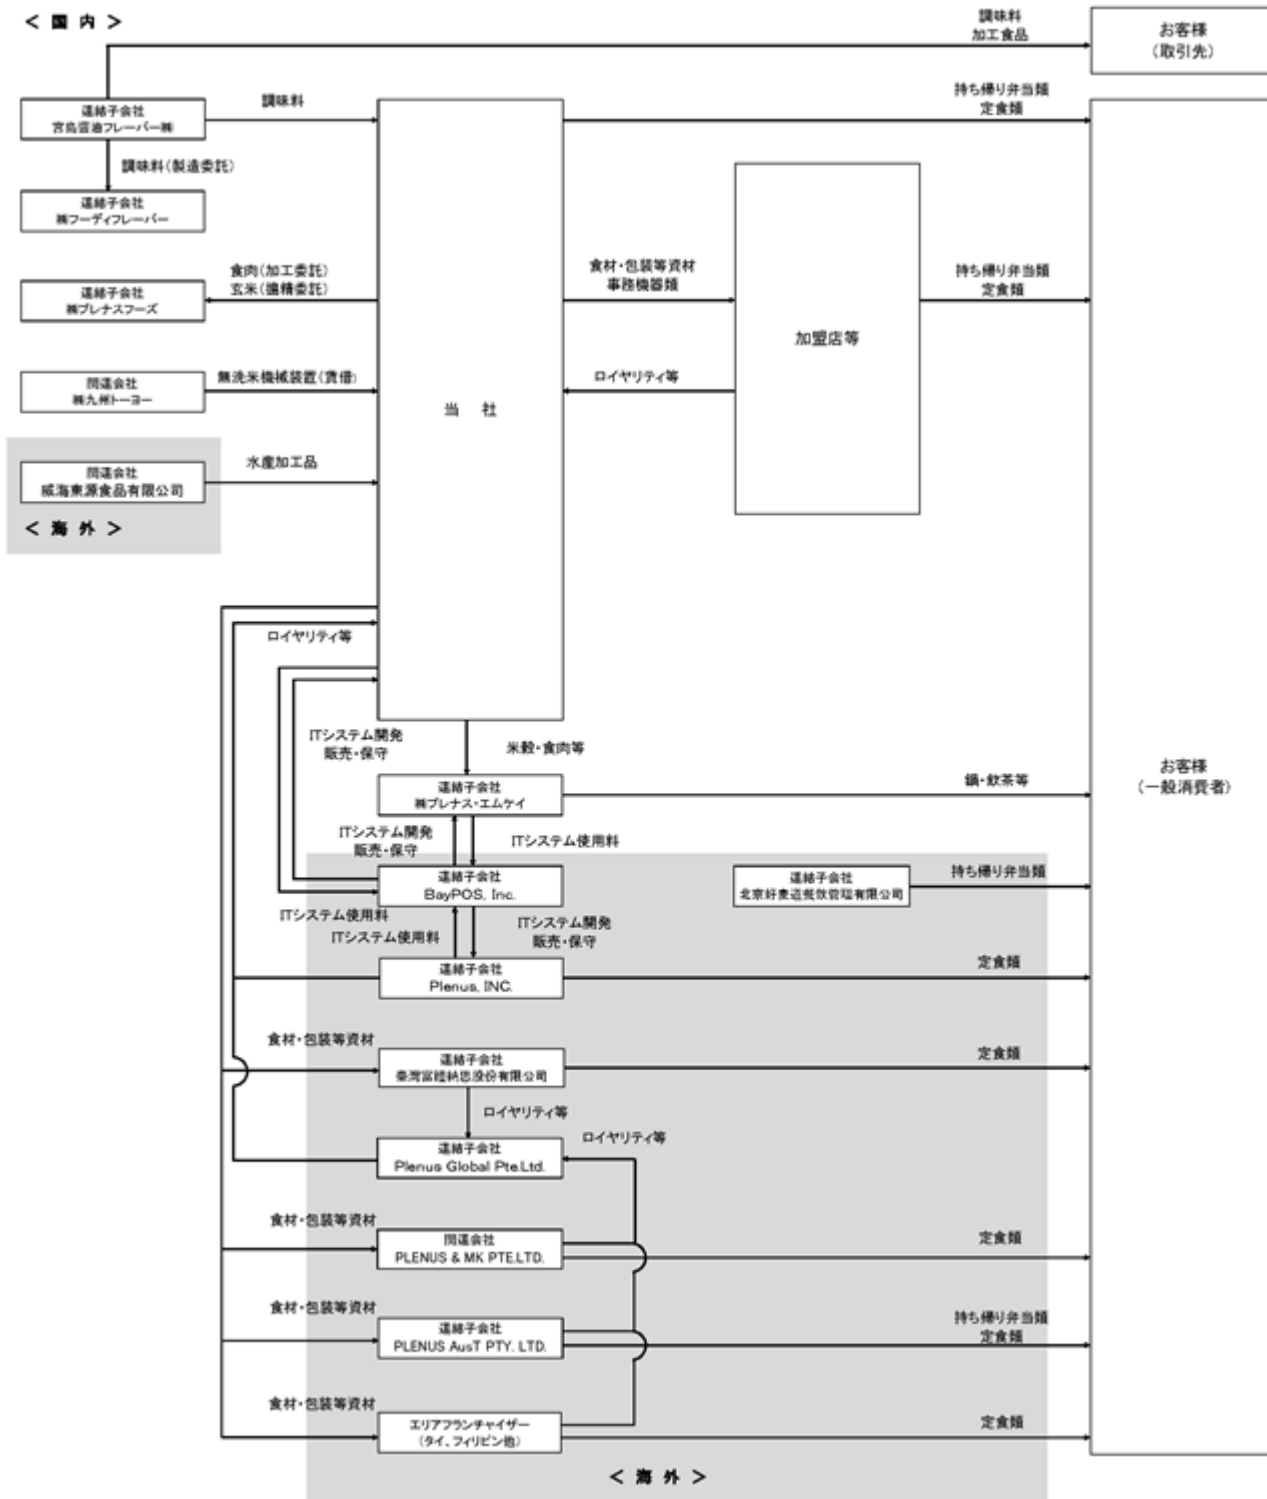 ＜ 国 内 ＞
調味料
加工食品
お客様
（取引先）
連結子会社
宮島醤油フレーバー㈱
調味料
持ち帰り弁当類
定食類
調味料（製造委託）
連結子会社
㈱フーディフレーバー
食肉（加工委託）
玄米（搗精委託）
連結子会社
㈱プレナスフーズ
食材・包装等資材
事務機器類
持ち帰り弁当類
定食類
加盟店等
関連会社
㈱九州トーヨー
無洗米機械装置（賃借）
ロイヤリティ等
当　社
関連会社
威海東源食品有限公司
水産加工品
＜ 海 外 ＞
ロイヤリティ等
ITシステム開発
販売・保守
米穀・食肉等
お客様
（一般消費者）
連結子会社
㈱プレナス・エムケイ
鍋・飲茶等
ITシステム開発
販売・保守
ITシステム使用料
連結子会社
BayPOS, Inc.
連結子会社
北京好麦道餐飲管理有限公司
持ち帰り弁当類
ITシステム使用料
ITシステム使用料
ITシステム開発
販売・保守
連結子会社
Plenus, INC.
定食類
食材・包装等資材
連結子会社
臺灣富禮納思股份有限公司
定食類
ロイヤリティ等
ロイヤリティ等
連結子会社
Plenus Global Pte.Ltd.
食材・包装等資材
関連会社
PLENUS & MK PTE.LTD.
定食類
食材・包装等資材
連結子会社
PLENUS AusT PTY. LTD.
持ち帰り弁当類
定食類
食材・包装等資材
エリアフランチャイザー
（タイ、フィリピン他）
定食類
＜ 海 外 ＞